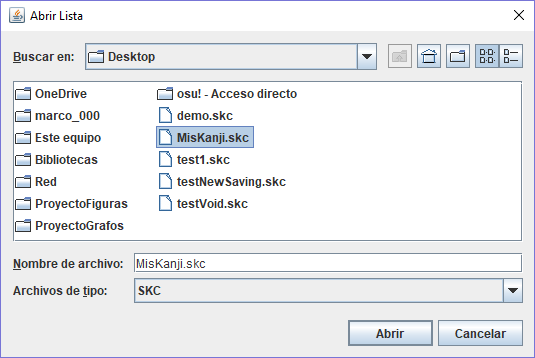 Abrir Lista
Buscar en: Desktop
OneDrive
marco_000
Este equipo
Bibliotecas
Red
ProyectoFiguras
ProyectoGrafos
osu! - Acceso directo
demo.skc
MisKanji.skc
test1.skc
testNewSaving.skc
testVoid.skc
Nombre de archivo: MisKanji.skc
Archivos de tipo: SKC
Abrir Cancelar